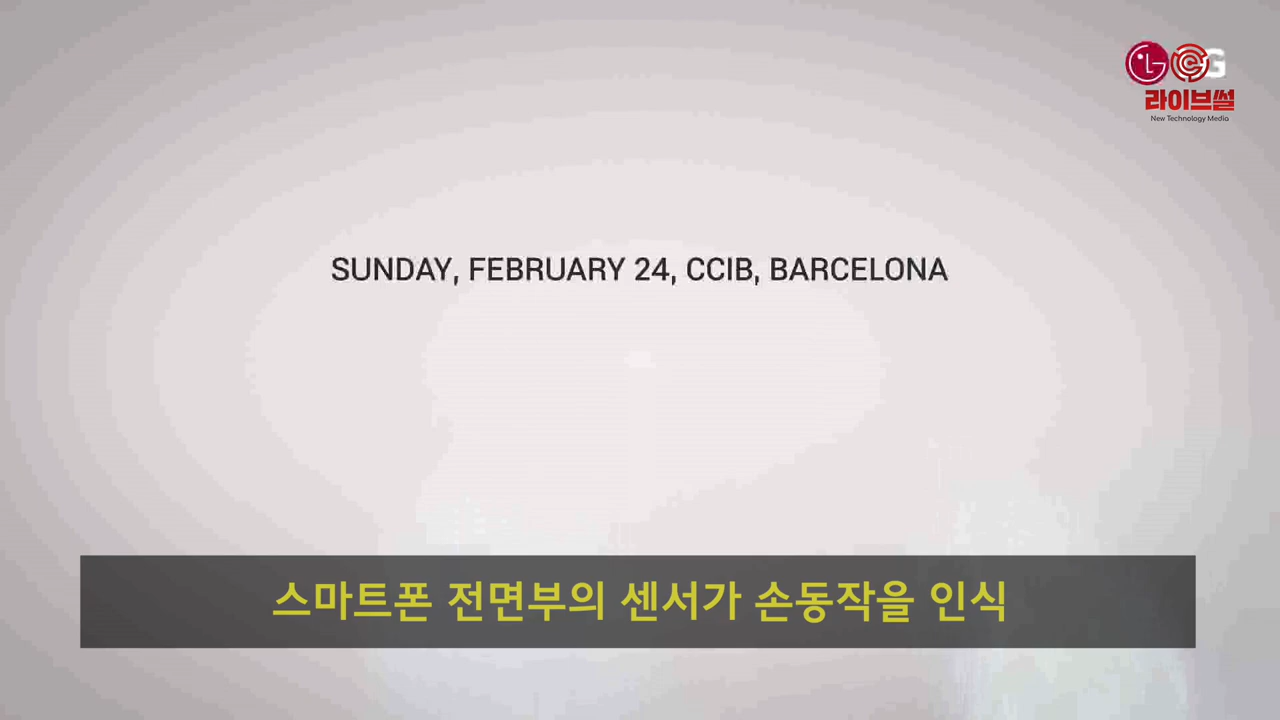 LG
라이브썰
New Technology Media
SUNDAY, FEBRUARY 24, CCIB, BARCELONA
스마트폰 전면부의 센서가 손동작을 인식